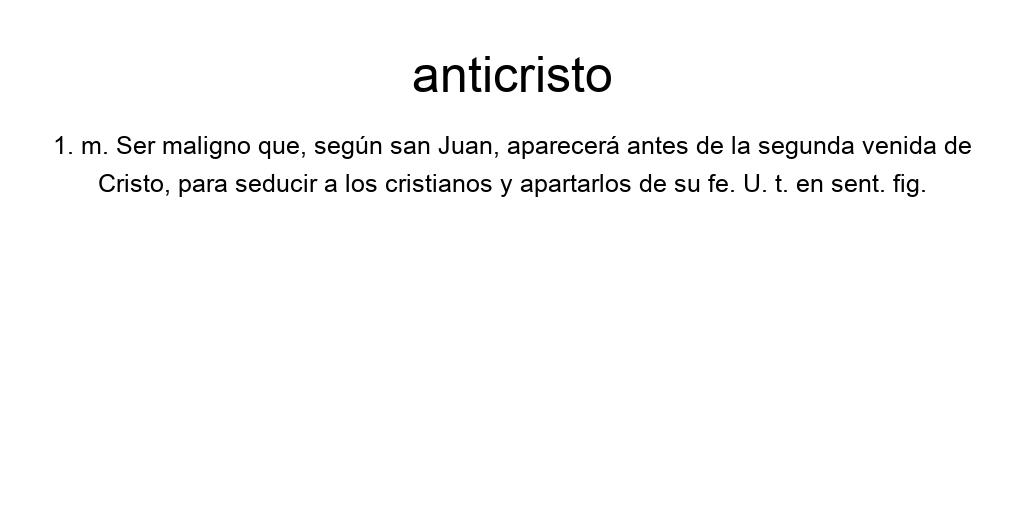 anticristo
1. m. Ser maligno que, según san Juan, aparecerá antes de la segunda venida de
Cristo, para seducir a los cristianos y apartarlos de su fe. U. t. en sent. fig.